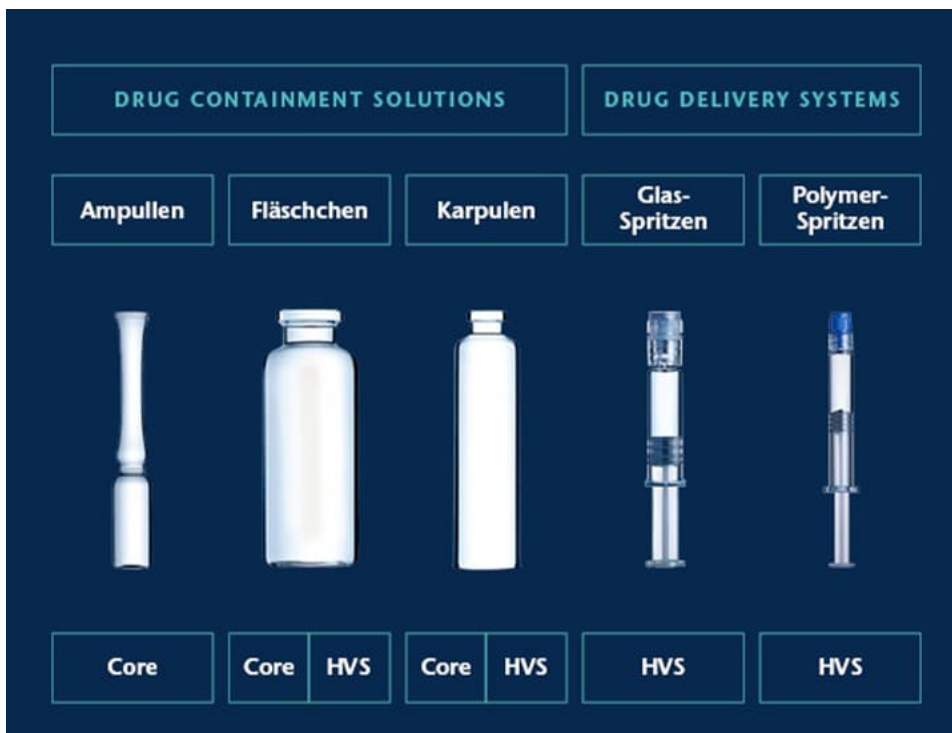 DRUG CONTAINMENT SOLUTIONS
DRUG DELIVERY SYSTEMS
Ampullen
Fläschchen
Karpulen
Glas-
Spritzen
Polymer-
Spritzen
Core
Core
HVS
Core
HVS
HVS
HVS